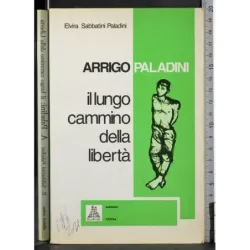 Elvira Sabbatini Paladini
ARRIGO PALADINI
il lungo
cammino
della
libertà